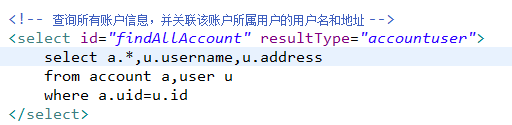 <!-- 查询所有账户信息，并关联该账户所属用户的用户名和地址 -->
<select id="findAllAccount" resultType="accountuser">
select a.*,u.username,u.address
from account a,user u
where a.uid=u.id
</select>